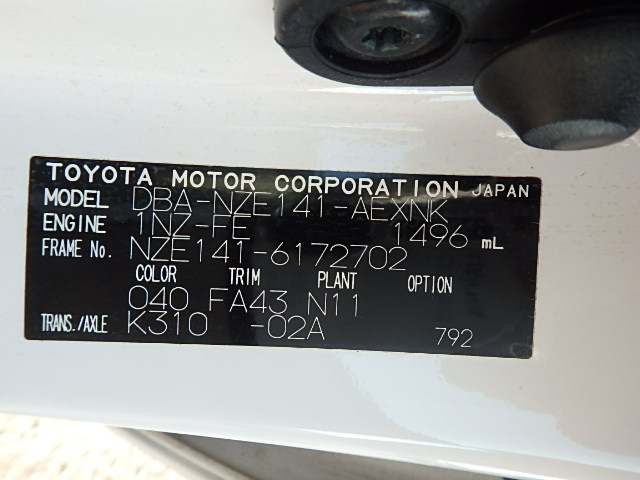 TOYOTA MOTOR CORPORATION JAPAN
MODEL DBA-NZE141-AEXNK
ENGINE 1NZ-FE 1496 mL
FRAME No. NZE141-6172702
COLOR TRIM PLANT OPTION
040 FA43 N11
TRANS./AXLE K310 -02A 792